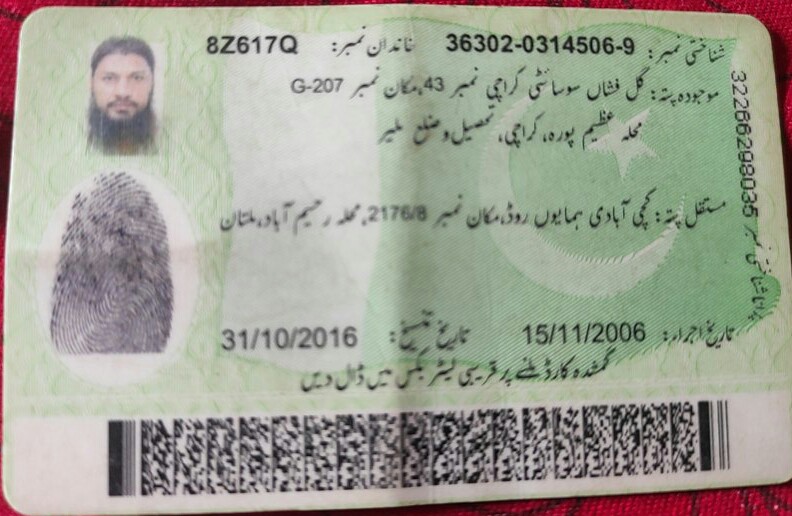 شناختی نمبر: 36302-0314506-9 خاندان نمبر: 8Z617Q
موجودہ پتہ: گل فشاں سوسائٹی کراچی نمبر 43، مکان نمبر G-207
محلہ عظیم پورہ، کراچی، تحصیل و ضلع ملیر
مستقل پتہ: کچی آبادی ہمایوں روڈ، مکان نمبر 2176/8، محلہ رحیم آباد، ملتان
تاریخ اجراء: 15/11/2006 تاریخ تنسیخ: 31/10/2016
گمشدہ کارڈ ملنے پر قریبی لیٹر بکس میں ڈال دیں
پرانا شناختی نمبر 32286298035